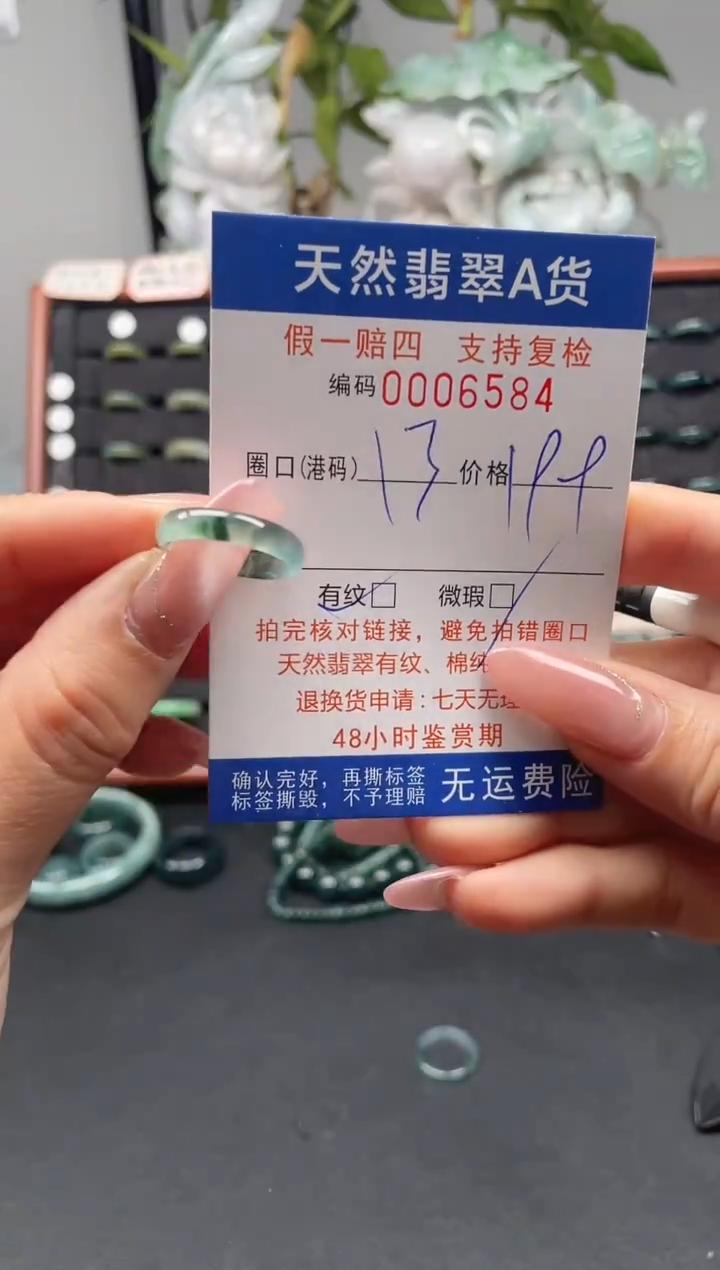 天然翡翠A货
假一赔四 支持复检
编码0006584
圈口(港码) 13 价格 199
有纹□ 微瑕□
拍完核对链接，避免拍错圈口
天然翡翠有纹、棉纹
退换货申请：七天无理
48小时鉴赏期
确认完好，再撕标签
标签撕毁，不予理赔
无运费险